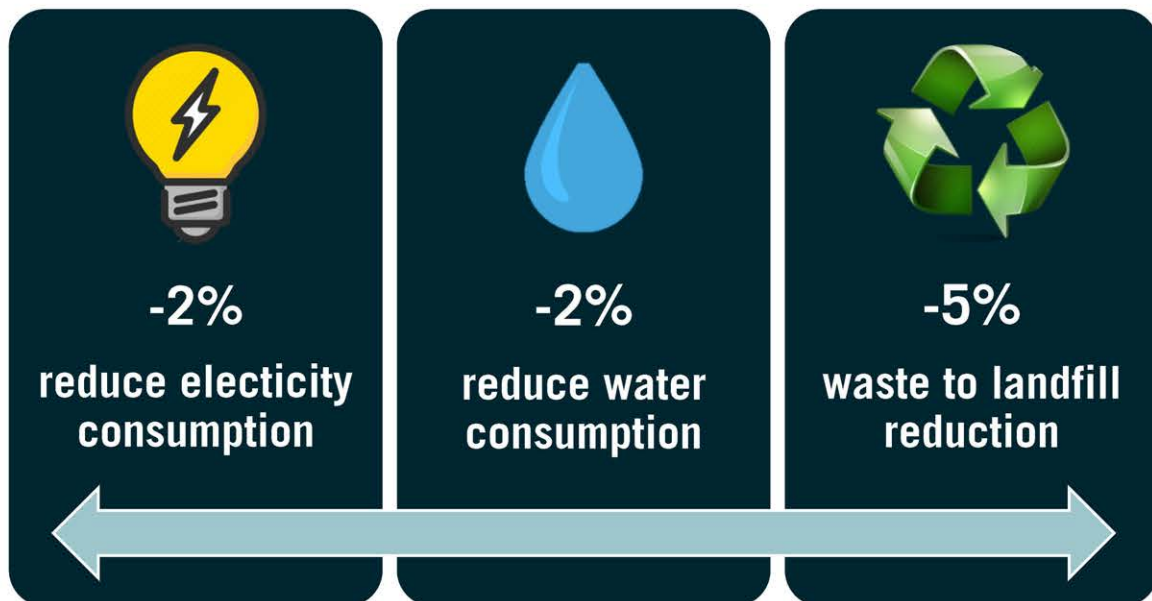 -2%
reduce electicity
consumption
-2%
reduce water
consumption
-5%
waste to landfill
reduction